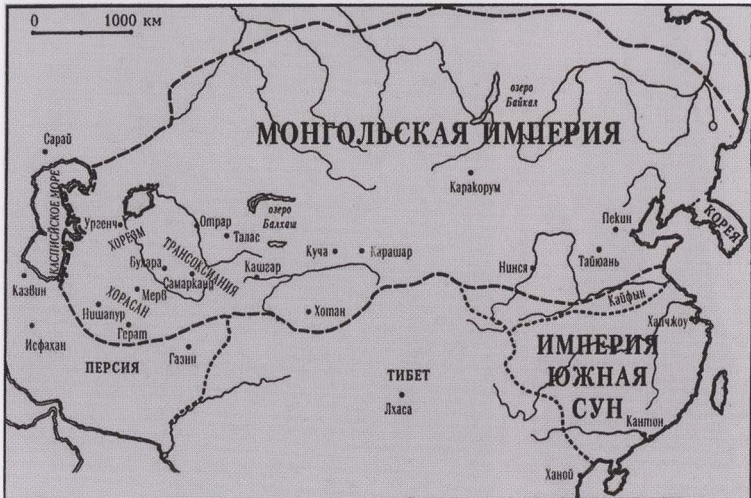 0 1000 км
озеро
Байкал
МОНГОЛЬСКАЯ ИМПЕРИЯ
Сарай
Каракорум
КАСПИЙСКОЕ МОРЕ
озеро
Балхаш
Ургенч
ХОРЕЗМ
Отрар
Талас
ТРАНСОКСИАНИЯ
Пекин
КОРЕЯ
Куча
Карашар
Тайюань
Бухара
Самарканд
Кашгар
Нинся
Казвин
ХОРАСАН
Мерв
Нишапур
Герат
Хотан
Кайфын
Ханчжоу
Исфахан
ПЕРСИЯ
Газни
ИМПЕРИЯ
ЮЖНАЯ
СУН
ТИБЕТ
Лхаса
Кантон
Ханой